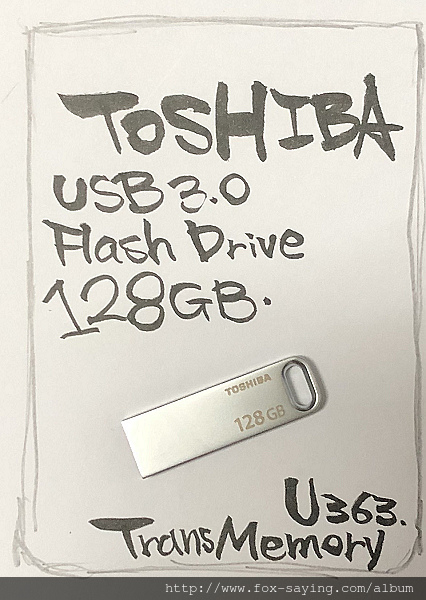 TOSHIBA
USB 3.0
Flash Drive
128GB.
TOSHIBA
128 GB
U363.
TransMemory
http://www.fox-saying.com/album